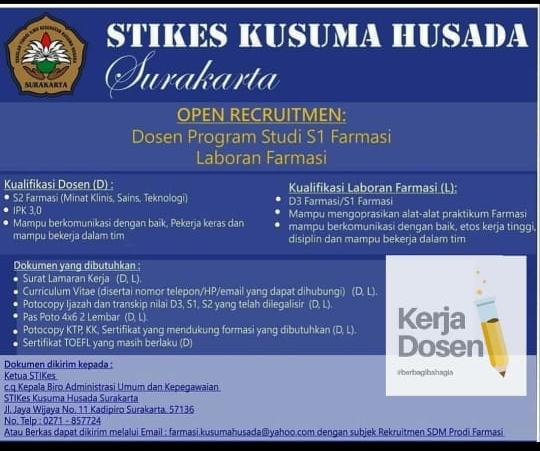 STIKES KUSUMA HUSADA
Surakarta
SURAKARTA
OPEN RECRUITMEN:
Dosen Program Studi S1 Farmasi
Laboran Farmasi
Kualifikasi Dosen (D) :
• S2 Farmasi (Minat Klinis, Sains, Teknologi)
• IPK 3,0
• Mampu berkomunikasi dengan baik, Pekerja keras dan
mampu bekerja dalam tim
Kualifikasi Laboran Farmasi (L):
• D3 Farmasi/S1 Farmasi
• Mampu mengoprasikan alat-alat praktikum Farmasi
• mampu berkomunikasi dengan baik, etos kerja tinggi,
disiplin dan mampu bekerja dalam tim
Dokumen yang dibutuhkan :
• Surat Lamaran Kerja (D, L).
• Curriculum Vitae (disertai nomor telepon/HP/email yang dapat dihubungi) (D, L).
• Potocopy Ijazah dan transkip nilai D3, S1, S2 yang telah dilegalisir (D, L).
• Pas Poto 4x6 2 Lembar (D, L).
• Potocopy KTP, KK, Sertifikat yang mendukung formasi yang dibutuhkan (D, L).
• Sertifikat TOEFL yang masih berlaku (D)
Kerja
Dosen
#berbagibahagia
Dokumen dikirim kepada :
Ketua STIKes
c.q Kepala Biro Administrasi Umum dan Kepegawaian
STIKes Kusuma Husada Surakarta
Jl. Jaya Wijaya No. 11 Kadipiro Surakarta, 57136
No. Telp : 0271 - 857724
Atau Berkas dapat dikirim melalui Email : farmasi.kusumahusada@yahoo.com dengan subjek Rekruitmen SDM Prodi Farmasi